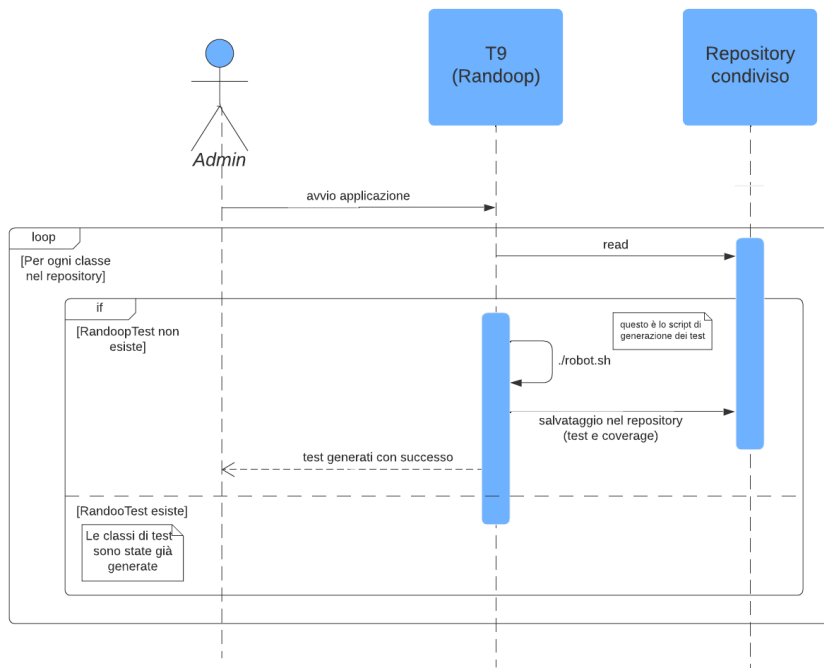 T9
(Randoop)
Repository
condiviso
Admin
avvio applicazione
loop
[Per ogni classe
nel repository]
read
if
[RandoopTest non
esiste]
questo è lo script di
generazione dei test
./robot.sh
salvataggio nel repository
(test e coverage)
test generati con successo
[RandooTest esiste]
Le classi di test
sono state già
generate